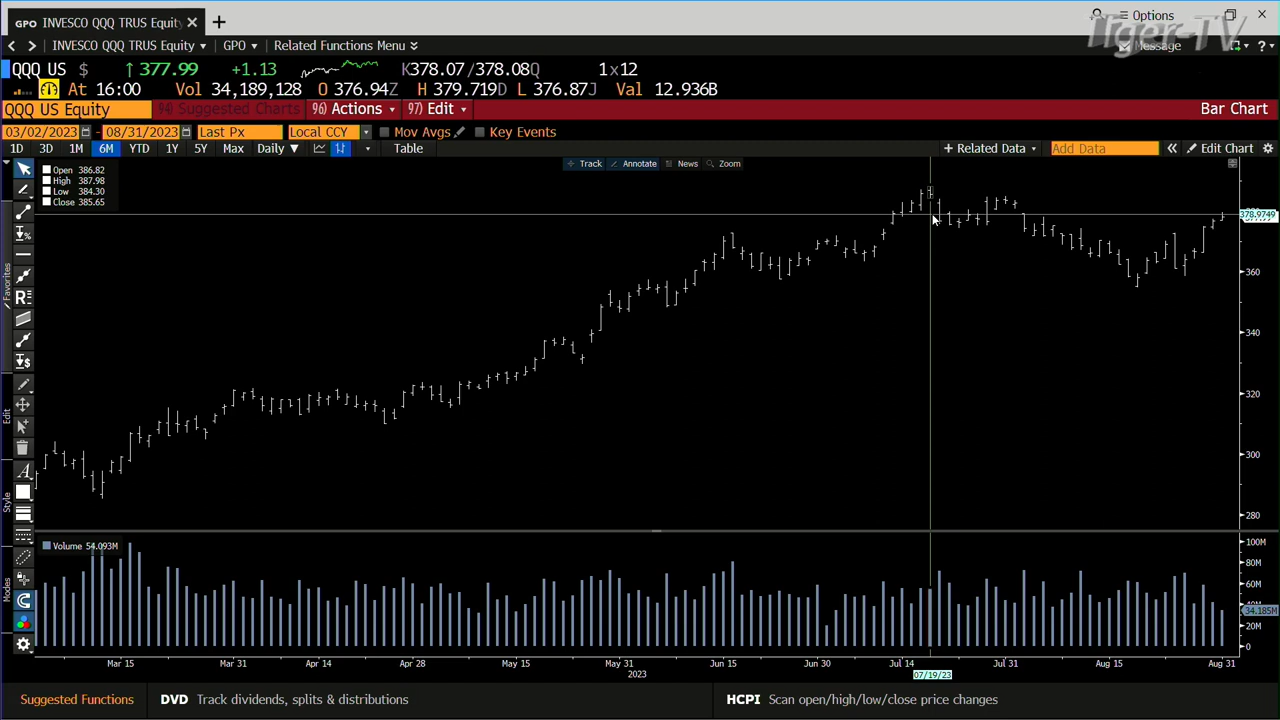 GPO INVESCO QQQ TRUS Equity
Options
INVESCO QQQ TRUS Equity GPO Related Functions Menu Message
Tiger-TV
QQQ US $ ↑ 377.99 +1.13 K378.07/378.08Q 1x12
At 16:00 Vol 34,189,128 O 376.94Z H 379.719D L 376.87J Val 12.936B
QQQ US Equity 94) Suggested Charts 96) Actions 97) Edit Bar Chart
03/02/2023 - 08/31/2023 Last Px Local CCY Mov Avgs Key Events
1D 3D 1M 6M YTD 1Y 5Y Max Daily ▼ Table + Related Data Add Data « Edit Chart
Track Annotate News Zoom
Open 386.82
High 387.98
Low 384.30
Close 385.65
378.9749
360
340
320
300
280
Favorites
Edit
Style
Modes
Volume 54.093M
100M
80M
60M
40M
34.185M
20M
0
Mar 15 Mar 31 Apr 14 Apr 28 May 15 May 31 Jun 15 Jun 30 Jul 14 Jul 31 Aug 15 Aug 31
2023 07/19/23
Suggested Functions DVD Track dividends, splits & distributions HCPI Scan open/high/low/close price changes